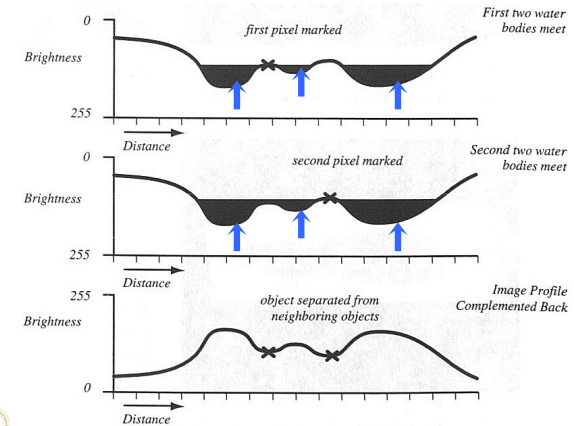 First two water
bodies meet
0
first pixel marked
Brightness
255
Distance
Second two water
bodies meet
0
second pixel marked
Brightness
255
Distance
Image Profile
Complemented Back
255
object separated from
neighboring objects
Brightness
0
Distance